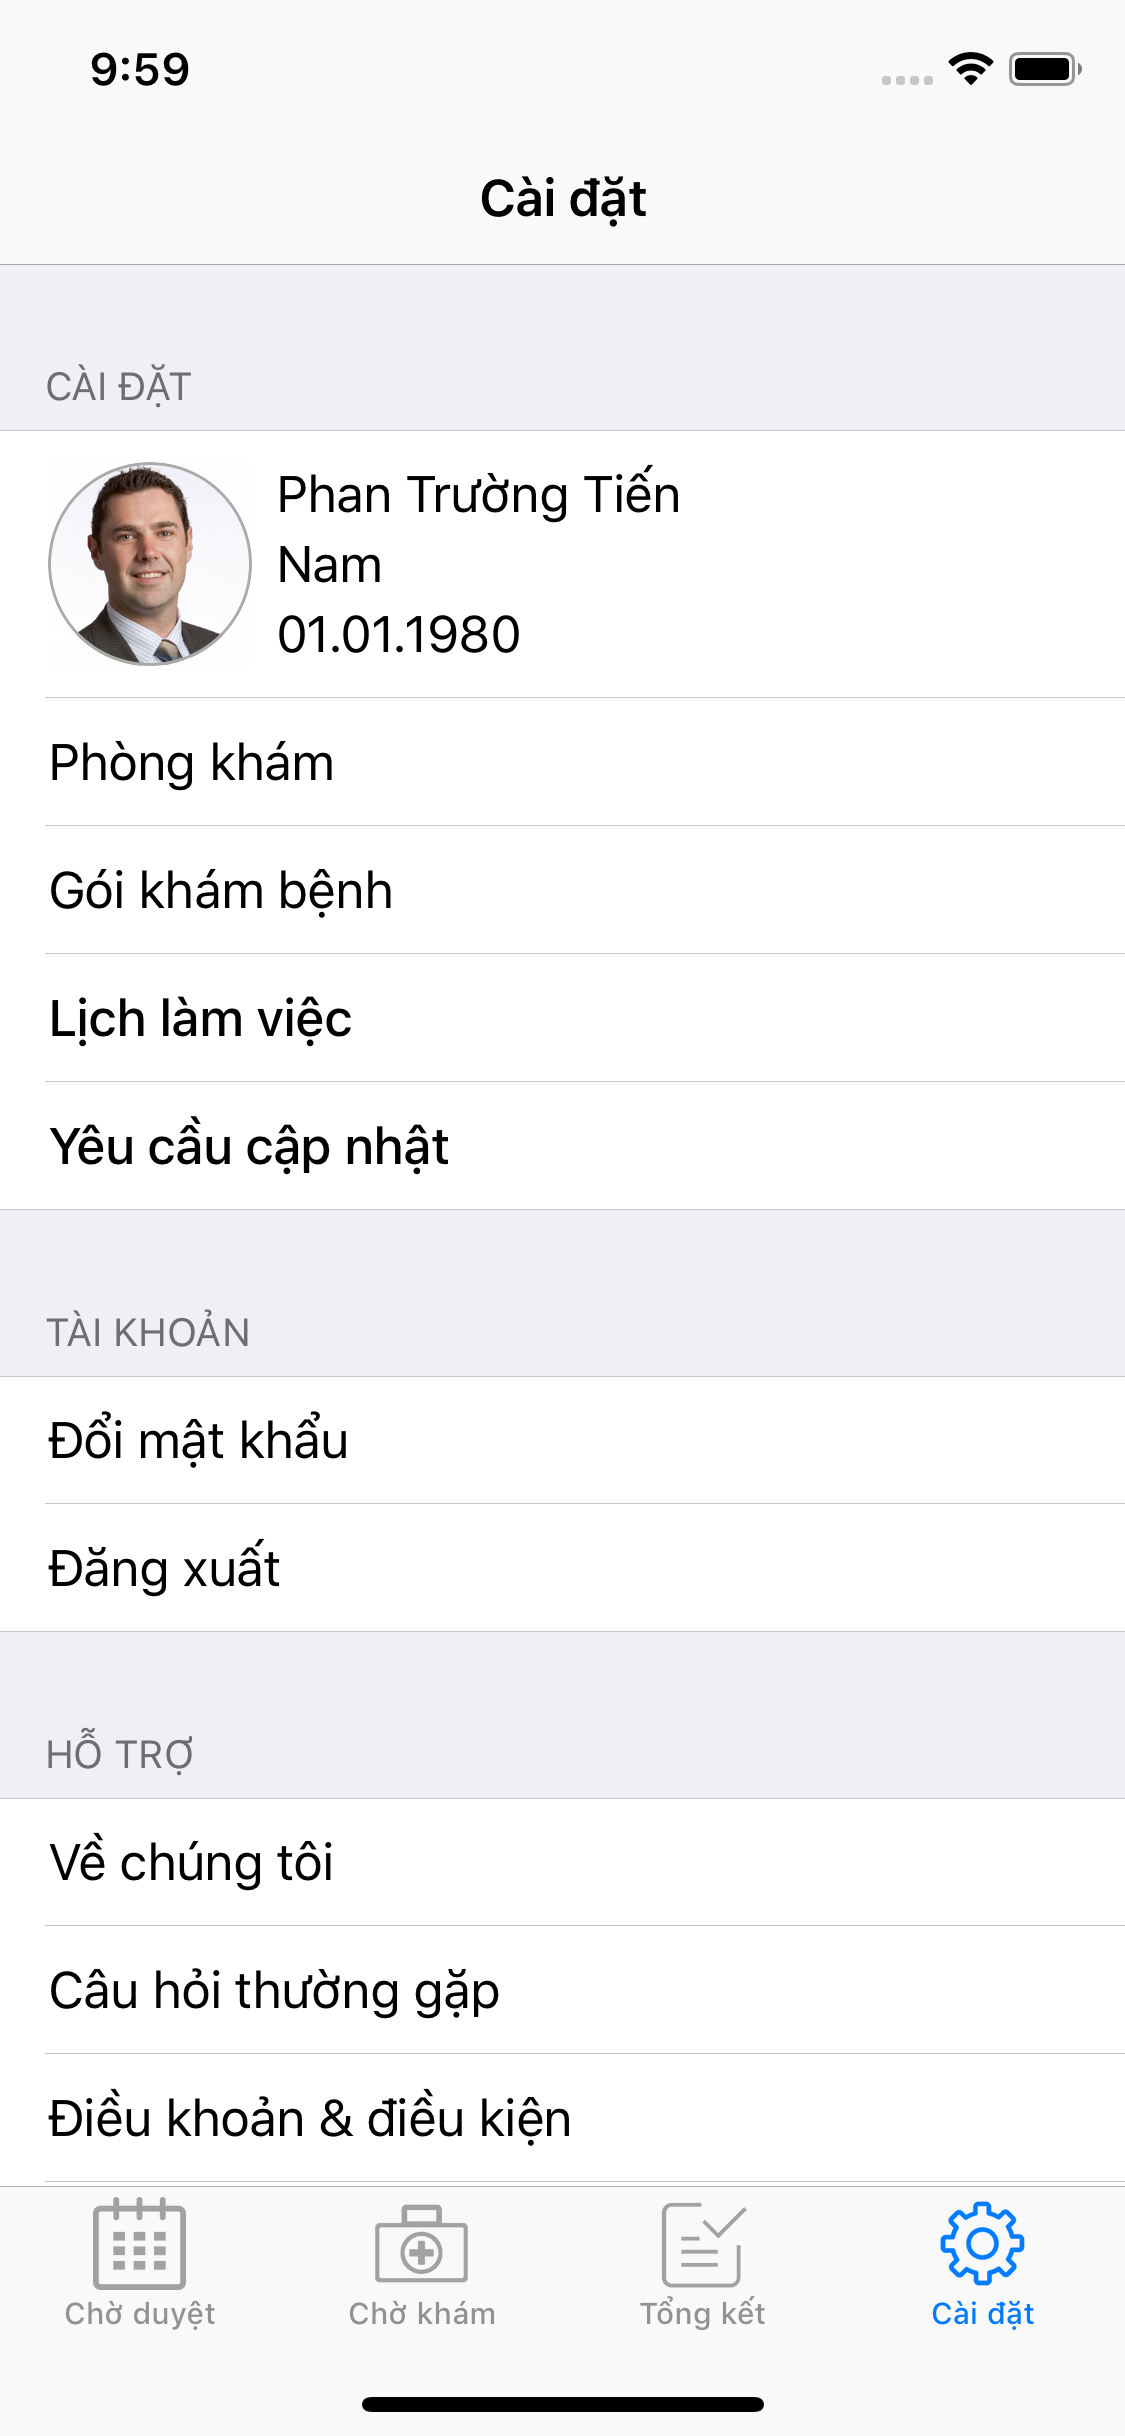 9:59
Cài đặt
CÀI ĐẶT
Phan Trường Tiến
Nam
01.01.1980
Phòng khám
Gói khám bệnh
Lịch làm việc
Yêu cầu cập nhật
TÀI KHOẢN
Đổi mật khẩu
Đăng xuất
HỖ TRỢ
Về chúng tôi
Câu hỏi thường gặp
Điều khoản & điều kiện
Chờ duyệt
Chờ khám
Tổng kết
Cài đặt